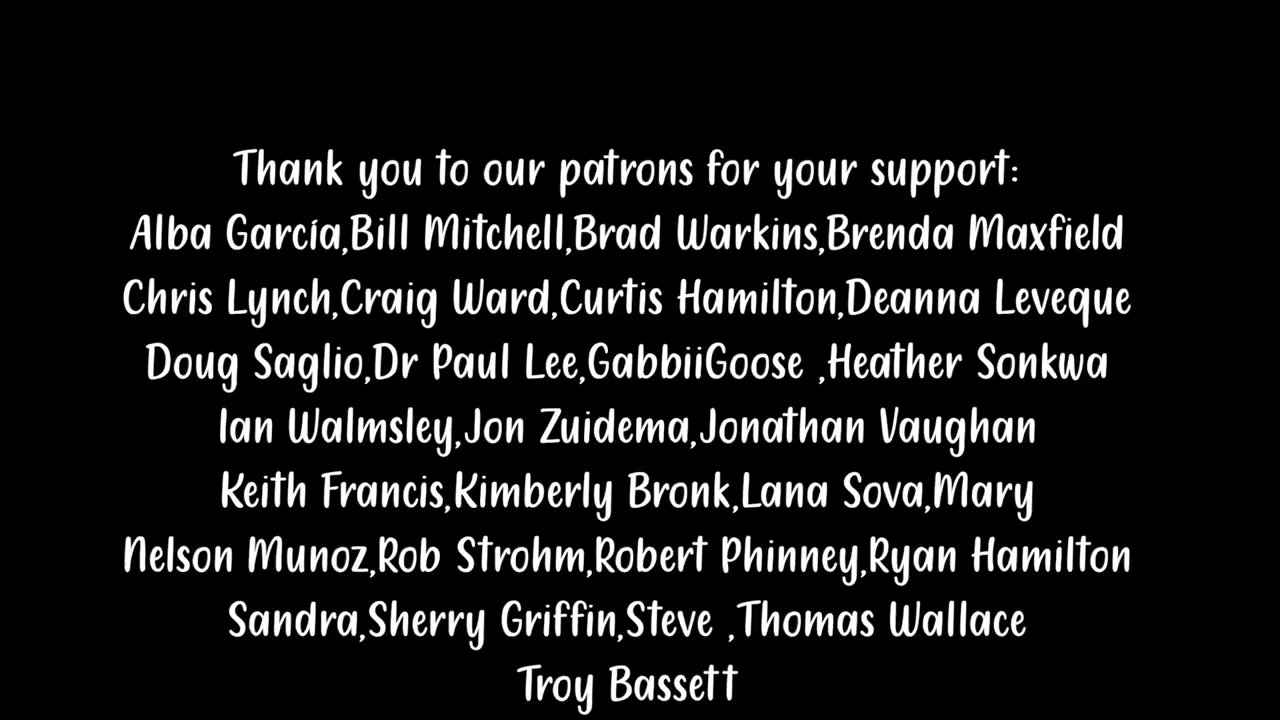 Thank you to our patrons for your support:
Alba García,Bill Mitchell,Brad Warkins,Brenda Maxfield
Chris Lynch,Craig Ward,Curtis Hamilton,Deanna Leveque
Doug Saglio,Dr Paul Lee,GabbiiGoose ,Heather Sonkwa
Ian Walmsley,Jon Zuidema,Jonathan Vaughan
Keith Francis,Kimberly Bronk,Lana Sova,Mary
Nelson Munoz,Rob Strohm,Robert Phinney,Ryan Hamilton
Sandra,Sherry Griffin,Steve ,Thomas Wallace
Troy Bassett